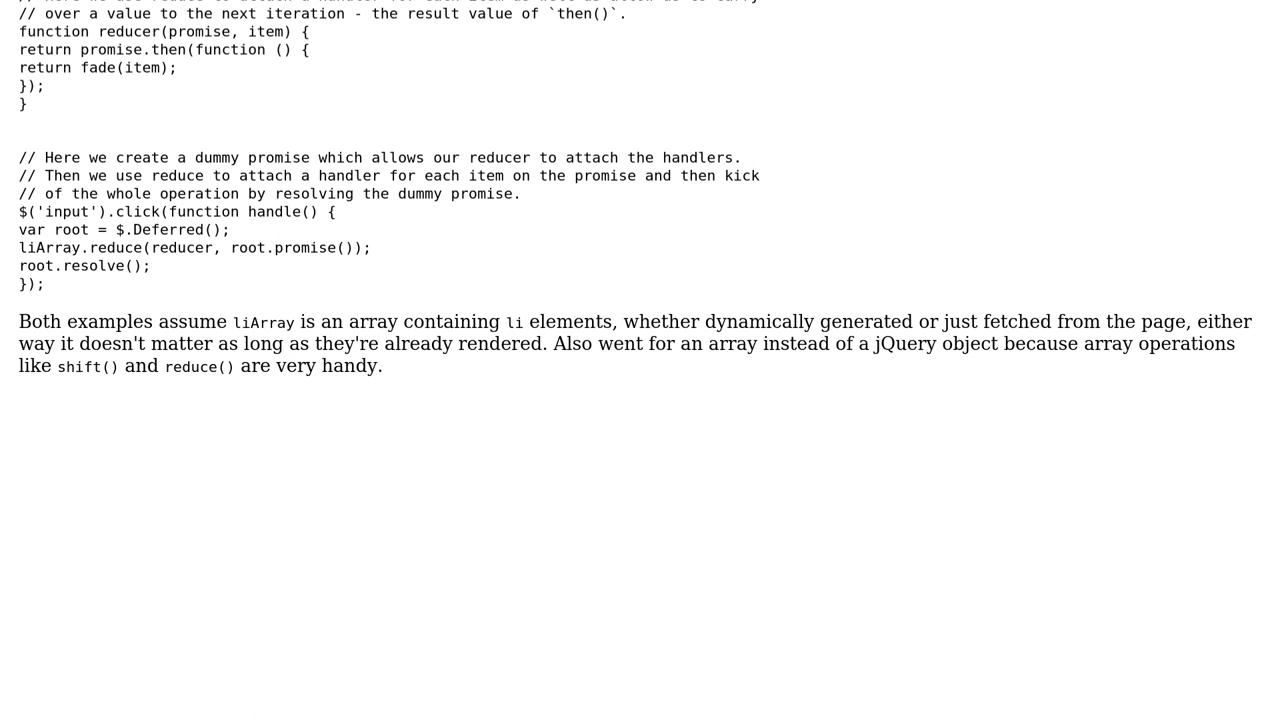 // over a value to the next iteration - the result value of `then()`.
function reducer(promise, item) {
return promise.then(function () {
return fade(item);
});
}
// Here we create a dummy promise which allows our reducer to attach the handlers.
// Then we use reduce to attach a handler for each item on the promise and then kick
// of the whole operation by resolving the dummy promise.
$('input').click(function handle() {
var root = $.Deferred();
liArray.reduce(reducer, root.promise());
root.resolve();
});
Both examples assume liArray is an array containing li elements, whether dynamically generated or just fetched from the page, either
way it doesn't matter as long as they're already rendered. Also went for an array instead of a jQuery object because array operations
like shift() and reduce() are very handy.